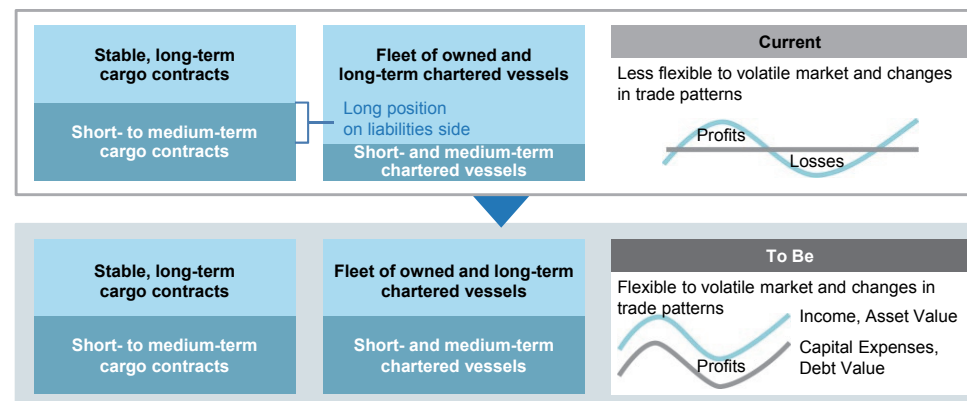 Stable, long-term
cargo contracts
Short- to medium-term
cargo contracts
Fleet of owned and
long-term chartered vessels
Long position
on liabilities side
Short- and medium-term
chartered vessels
Current
Less flexible to volatile market and changes
in trade patterns
Profits
Losses
Stable, long-term
cargo contracts
Short- to medium-term
cargo contracts
Fleet of owned and long-term
chartered vessels
Short- and medium-term
chartered vessels
To Be
Flexible to volatile market and changes in
trade patterns
Income, Asset Value
Capital Expenses,
Debt Value
Profits